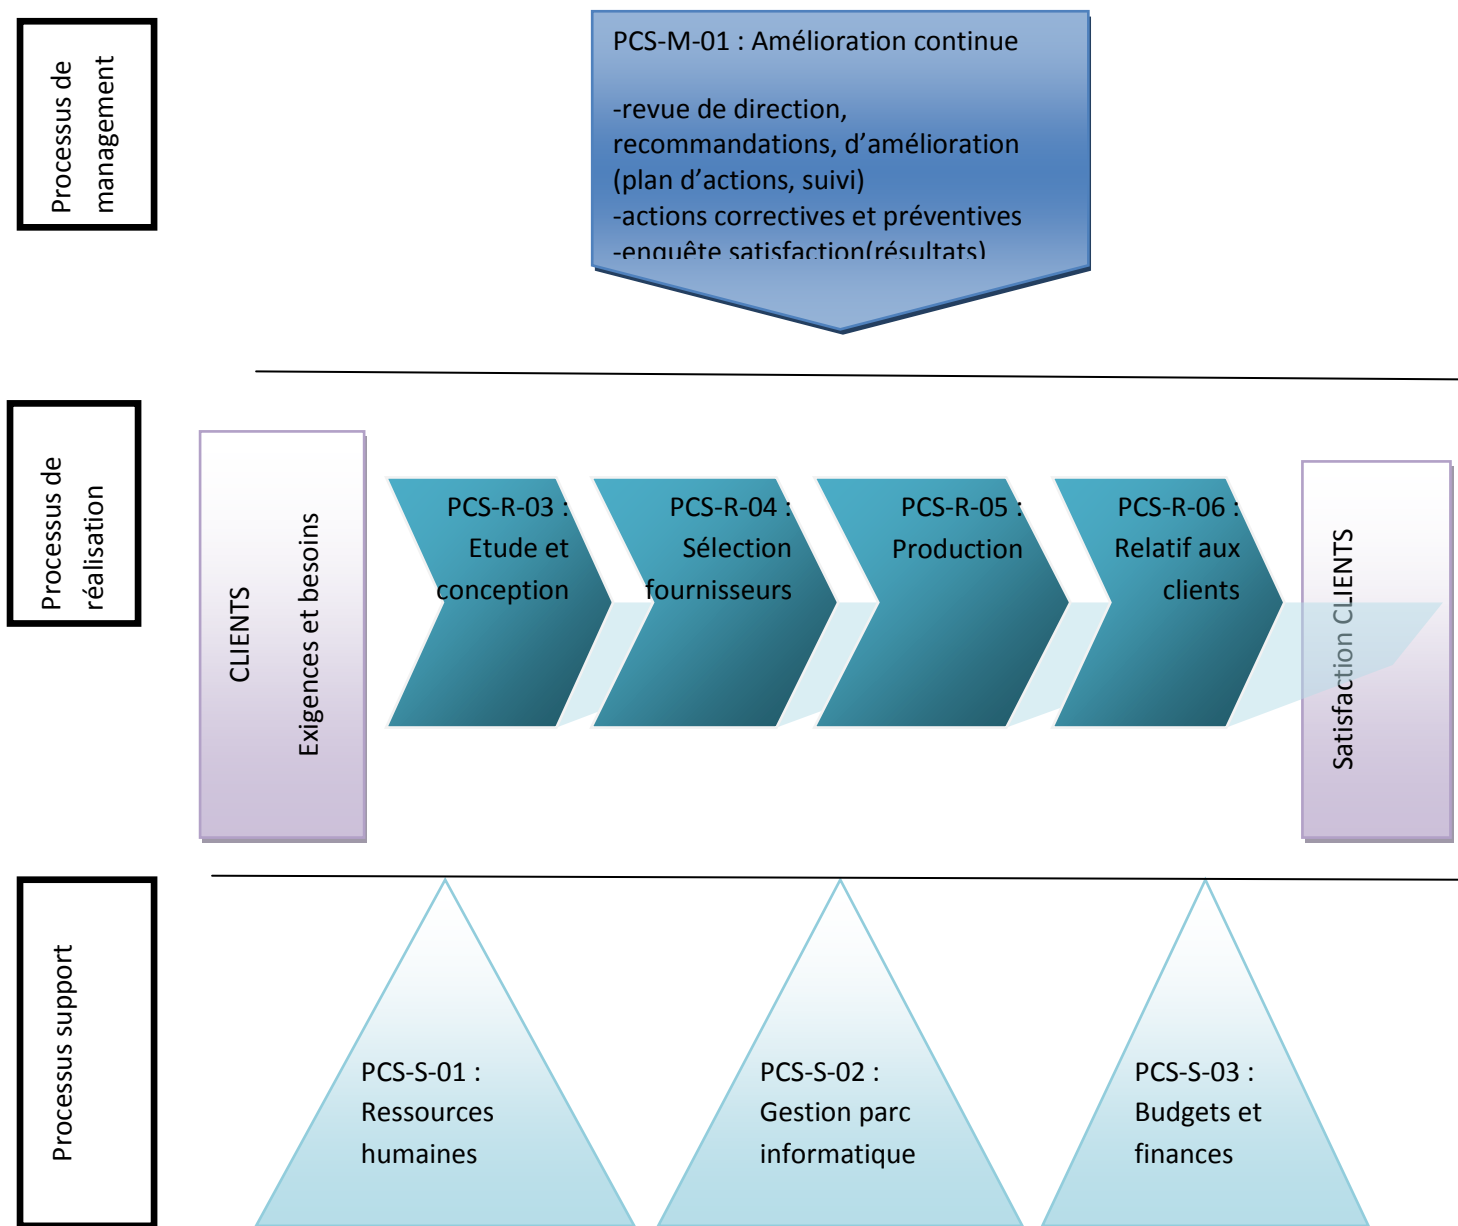 Processus de
management
PCS-M-01 : Amélioration continue
-revue de direction,
recommandations, d’amélioration
(plan d’actions, suivi)
-actions correctives et préventives
-enquête satisfaction(résultats)
Processus de
réalisation
CLIENTS
Exigences et besoins
PCS-R-03 :
Etude et
conception
PCS-R-04 :
Sélection
fournisseurs
PCS-R-05 :
Production
PCS-R-06 :
Relatif aux
clients
Satisfaction CLIENTS
Processus support
PCS-S-01 :
Ressources
humaines
PCS-S-02 :
Gestion parc
informatique
PCS-S-03 :
Budgets et
finances